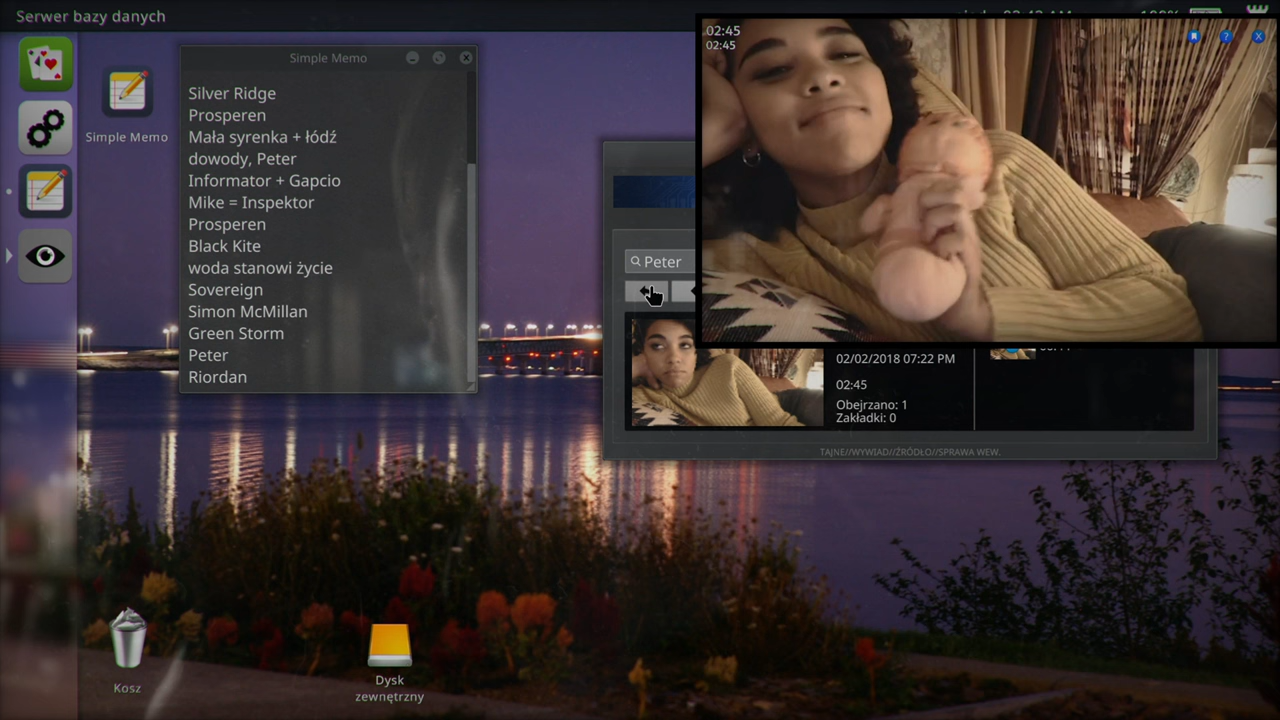 Serwer bazy danych
Simple Memo
Simple Memo
Silver Ridge
Prosperen
Mała syrenka + łódź
dowody, Peter
Informator + Gapcio
Mike = Inspektor
Prosperen
Black Kite
woda stanowi życie
Sovereign
Simon McMillan
Green Storm
Peter
Riordan
02:45
02:45
?
X
Peter
02/02/2018 07:22 PM
02:45
Obejrzano: 1
Zakładki: 0
TAJNE//WYWIAD//ŹRÓDŁO//SPRAWA WEW.
Kosz
Dysk
zewnętrzny